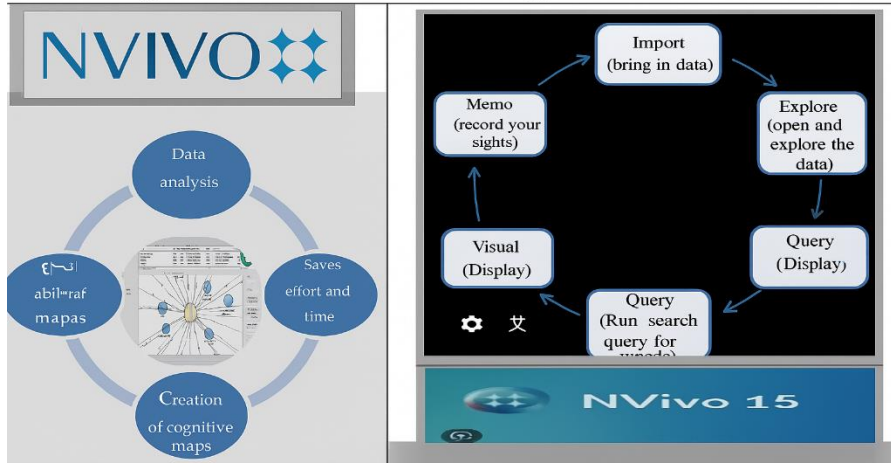 NVIVO
Data
analysis
Saves
effort and
time
Creation
of cognitive
maps
mapas
Import
(bring in data)
Explore
(open and
explore the
data)
Query
(Display)
Query
(Run search
query for
Visual
(Display)
Memo
(record your
sights)
艾
NVivo 15